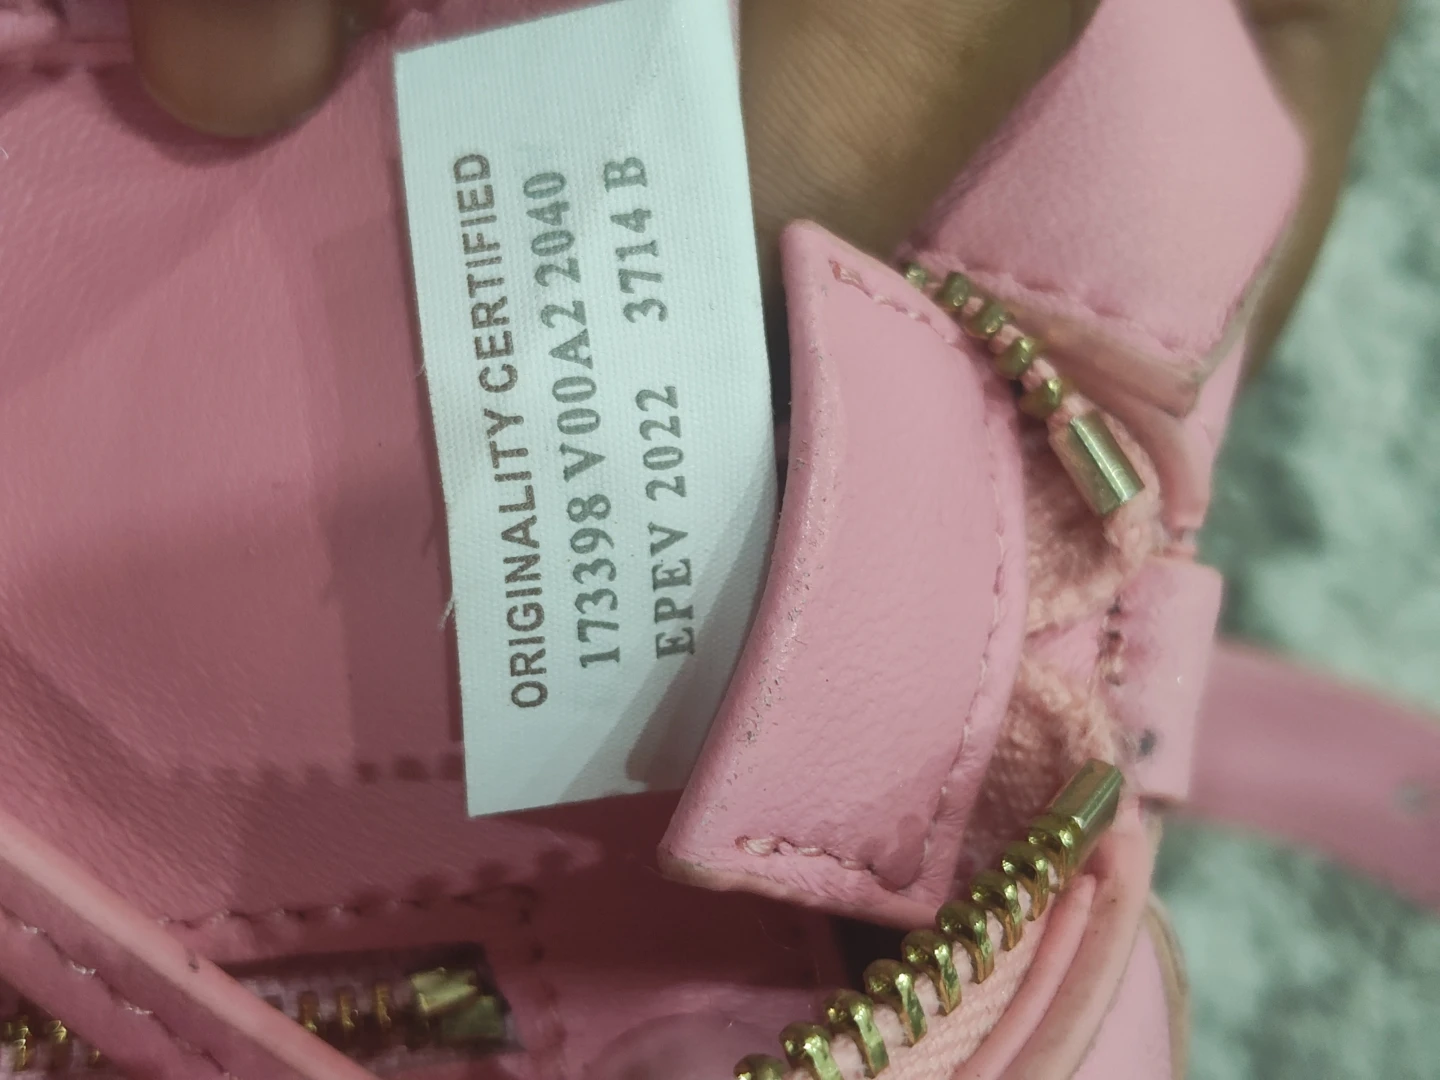 ORIGINALITY CERTIFIED
173398 V00A2 2040
EPEV 2022 3714 B